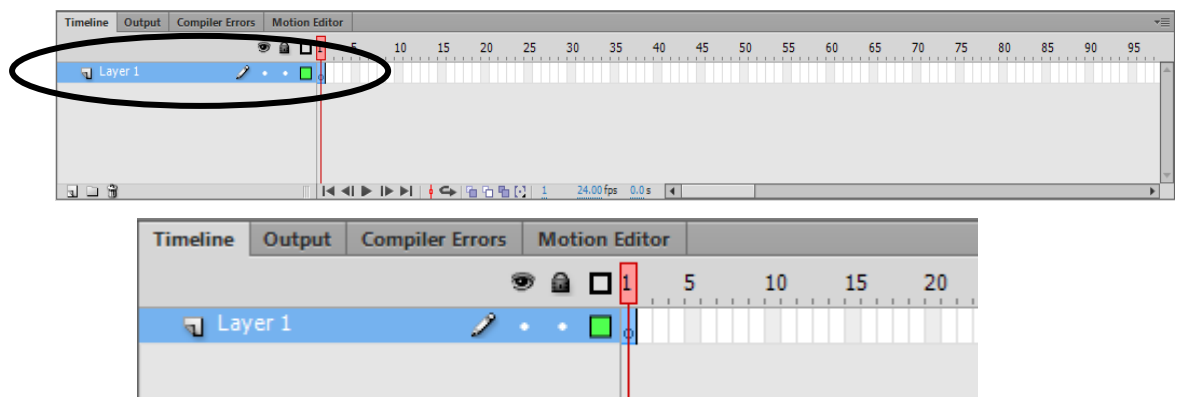 Timeline Output Compiler Errors Motion Editor
1 5 10 15 20 25 30 35 40 45 50 55 60 65 70 75 80 85 90 95
Layer 1
1 24.00 fps 0.0 s
Timeline Output Compiler Errors Motion Editor
1 5 10 15 20
Layer 1